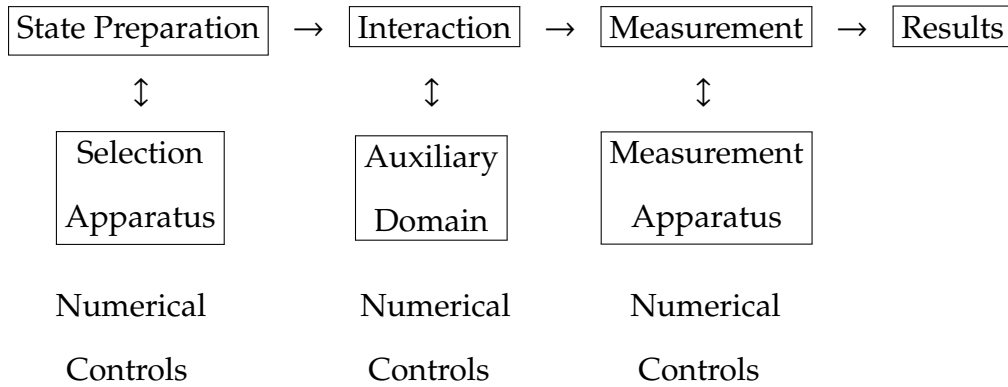 State Preparation → Interaction → Measurement → Results
↕ ↕ ↕
Selection Auxiliary Measurement
Apparatus Domain Apparatus
Numerical Numerical Numerical
Controls Controls Controls